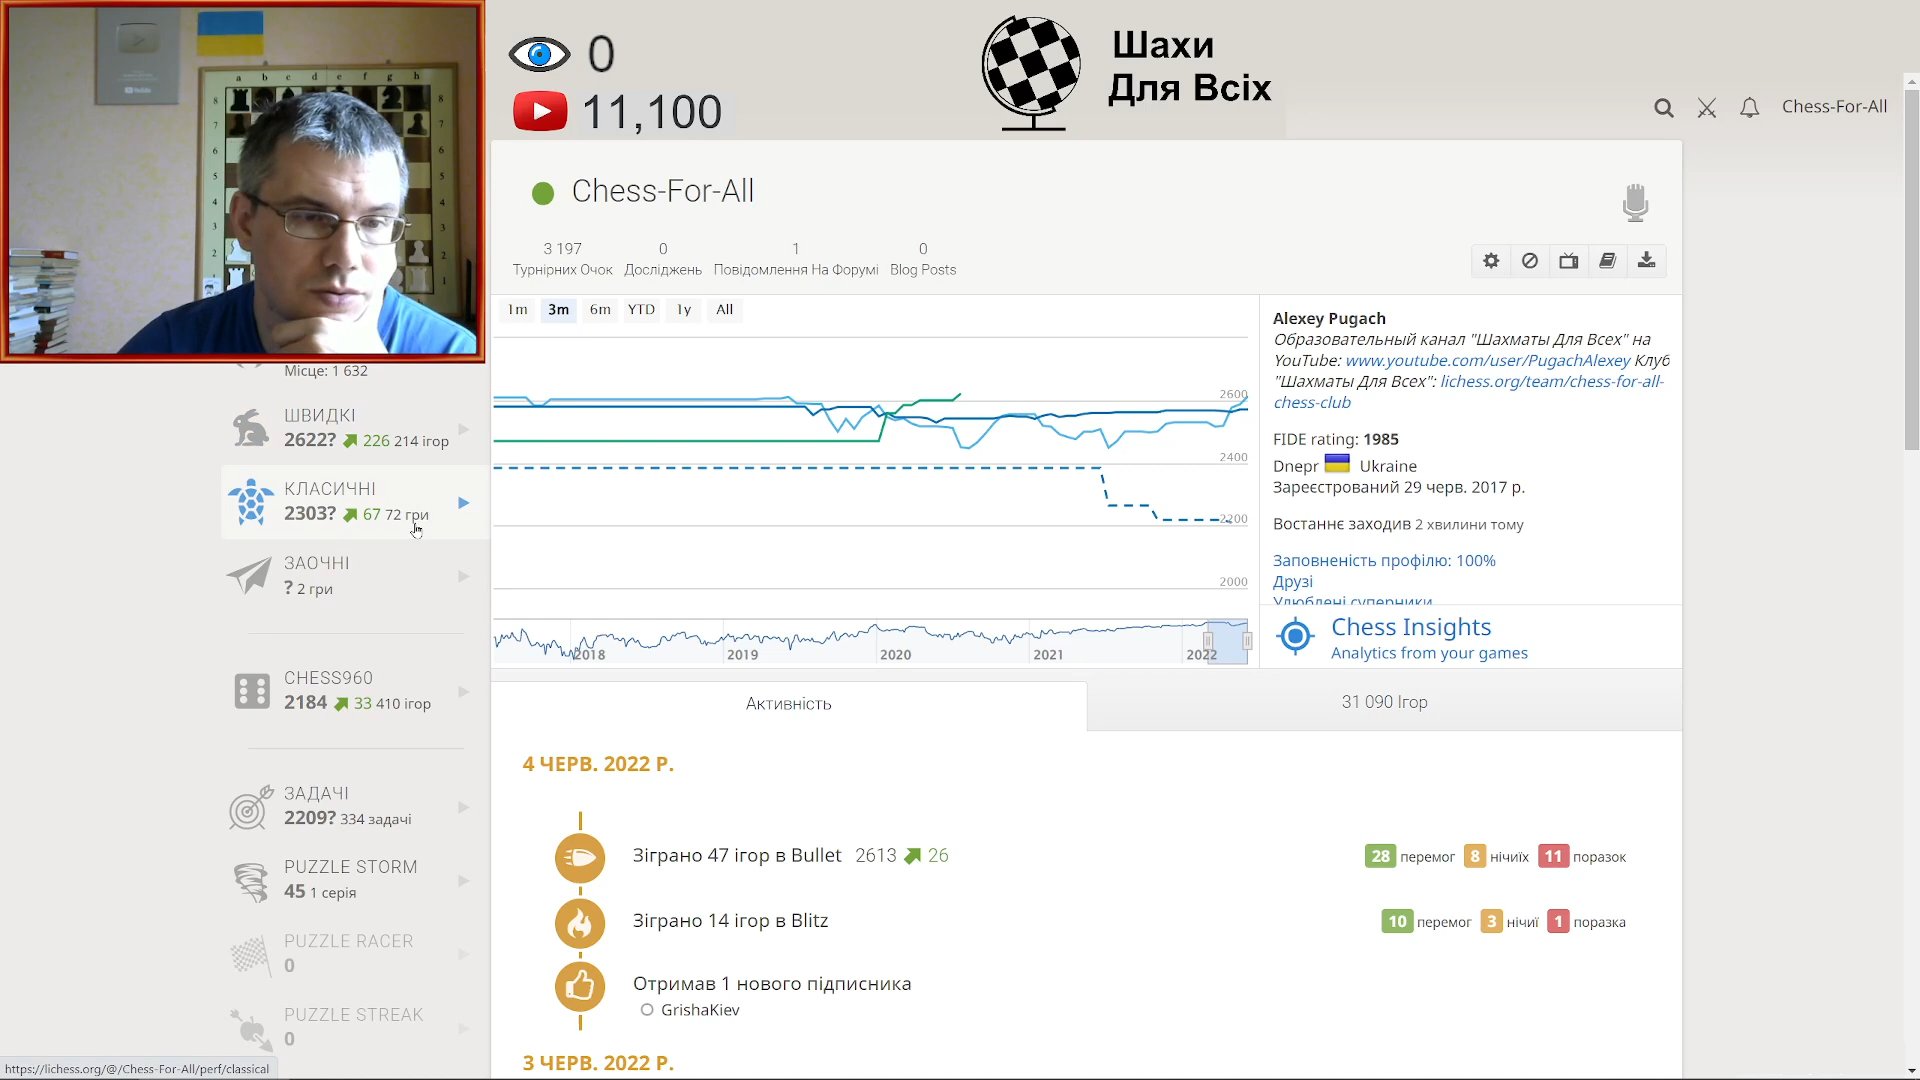 0
11,100
Шахи
Для Всіх
Chess-For-All
a b c d e f g h
Chess-For-All
3 197
Турнірних Очок
0
Досліджень
1
Повідомлення На Форумі
0
Blog Posts
1m 3m 6m YTD 1y All
2600
2400
2200
2000
2018 2019 2020 2021 2022
Alexey Pugach
Образовательный канал "Шахматы Для Всех" на
YouTube: www.youtube.com/user/PugachAlexey Клуб
"Шахматы Для Всех": lichess.org/team/chess-for-all-
chess-club
FIDE rating: 1985
Dnepr Ukraine
Зареєстрований 29 черв. 2017 р.
Востаннє заходив 2 хвилини тому
Заповненість профілю: 100%
Друзі
Улюблені суперники
Chess Insights
Analytics from your games
Місце: 1 632
ШВИДКІ
2622? 226 214 ігор
КЛАСИЧНІ
2303? 67 72 гри
ЗАОЧНІ
? 2 гри
CHESS960
2184 33 410 ігор
ЗАДАЧІ
2209? 334 задачі
PUZZLE STORM
45 1 серія
PUZZLE RACER
0
PUZZLE STREAK
0
Активність
31 090 Ігор
4 ЧЕРВ. 2022 Р.
Зіграно 47 ігор в Bullet 2613 26
28 перемог 8 нічиїх 11 поразок
Зіграно 14 ігор в Blitz
10 перемог 3 нічиї 1 поразка
Отримав 1 нового підписника
GrishaKiev
3 ЧЕРВ. 2022 Р.
https://lichess.org/@/Chess-For-All/perf/classical